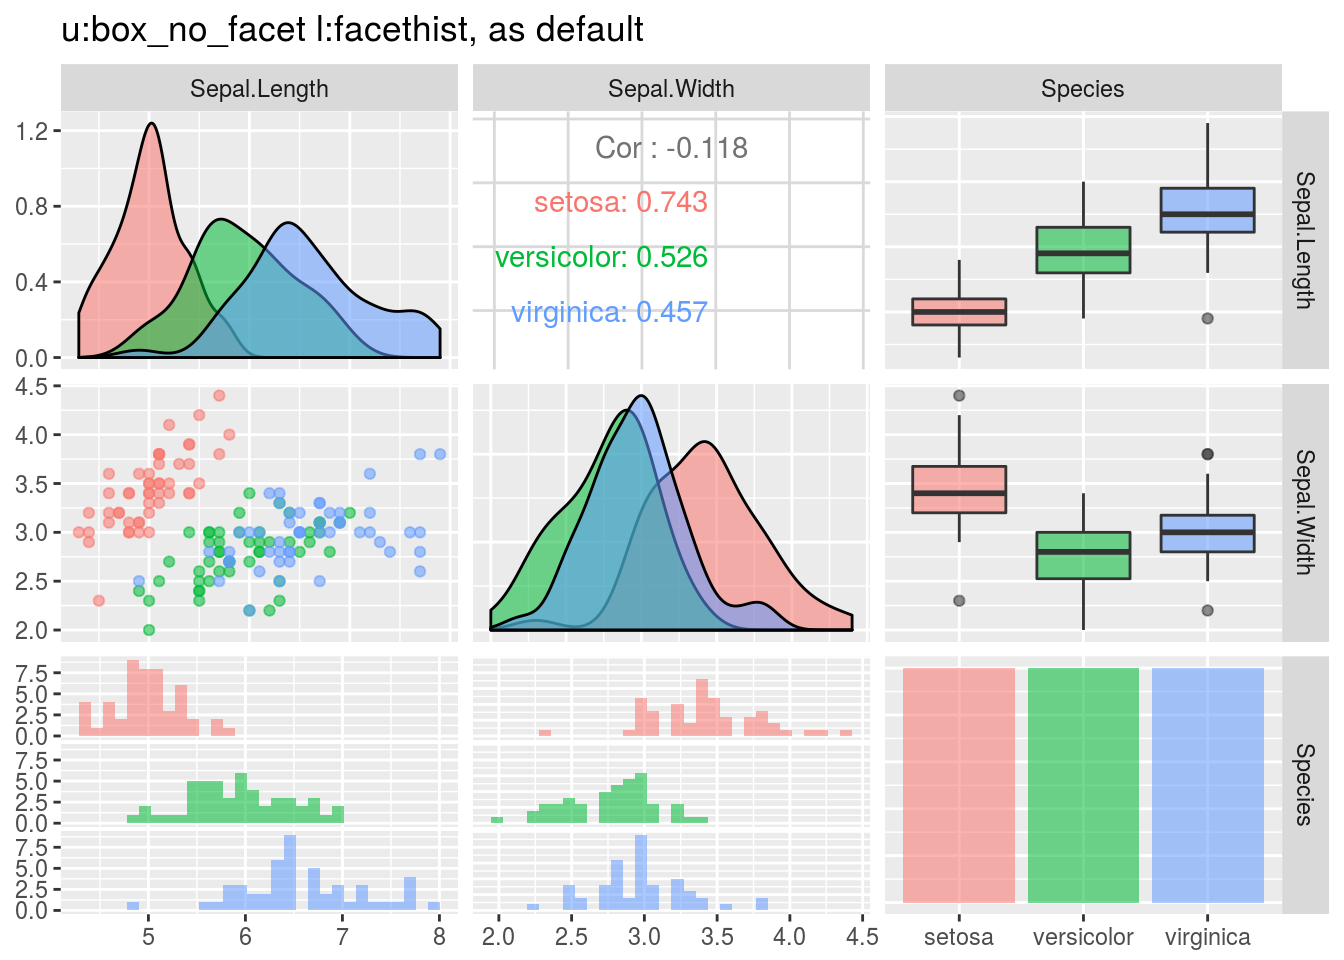 u:box_no_facet l:facethist, as default
Sepal.Length
Sepal.Width
Species
1.2
0.8
0.4
0.0
Cor : -0.118
setosa: 0.743
versicolor: 0.526
virginica: 0.457
Sepal.Length
4.5
4.0
3.5
3.0
2.5
2.0
Sepal.Width
7.5
5.0
2.5
0.0
7.5
5.0
2.5
0.0
7.5
5.0
2.5
0.0
Species
5 6 7 8
2.0 2.5 3.0 3.5 4.0 4.5
setosa versicolor virginica